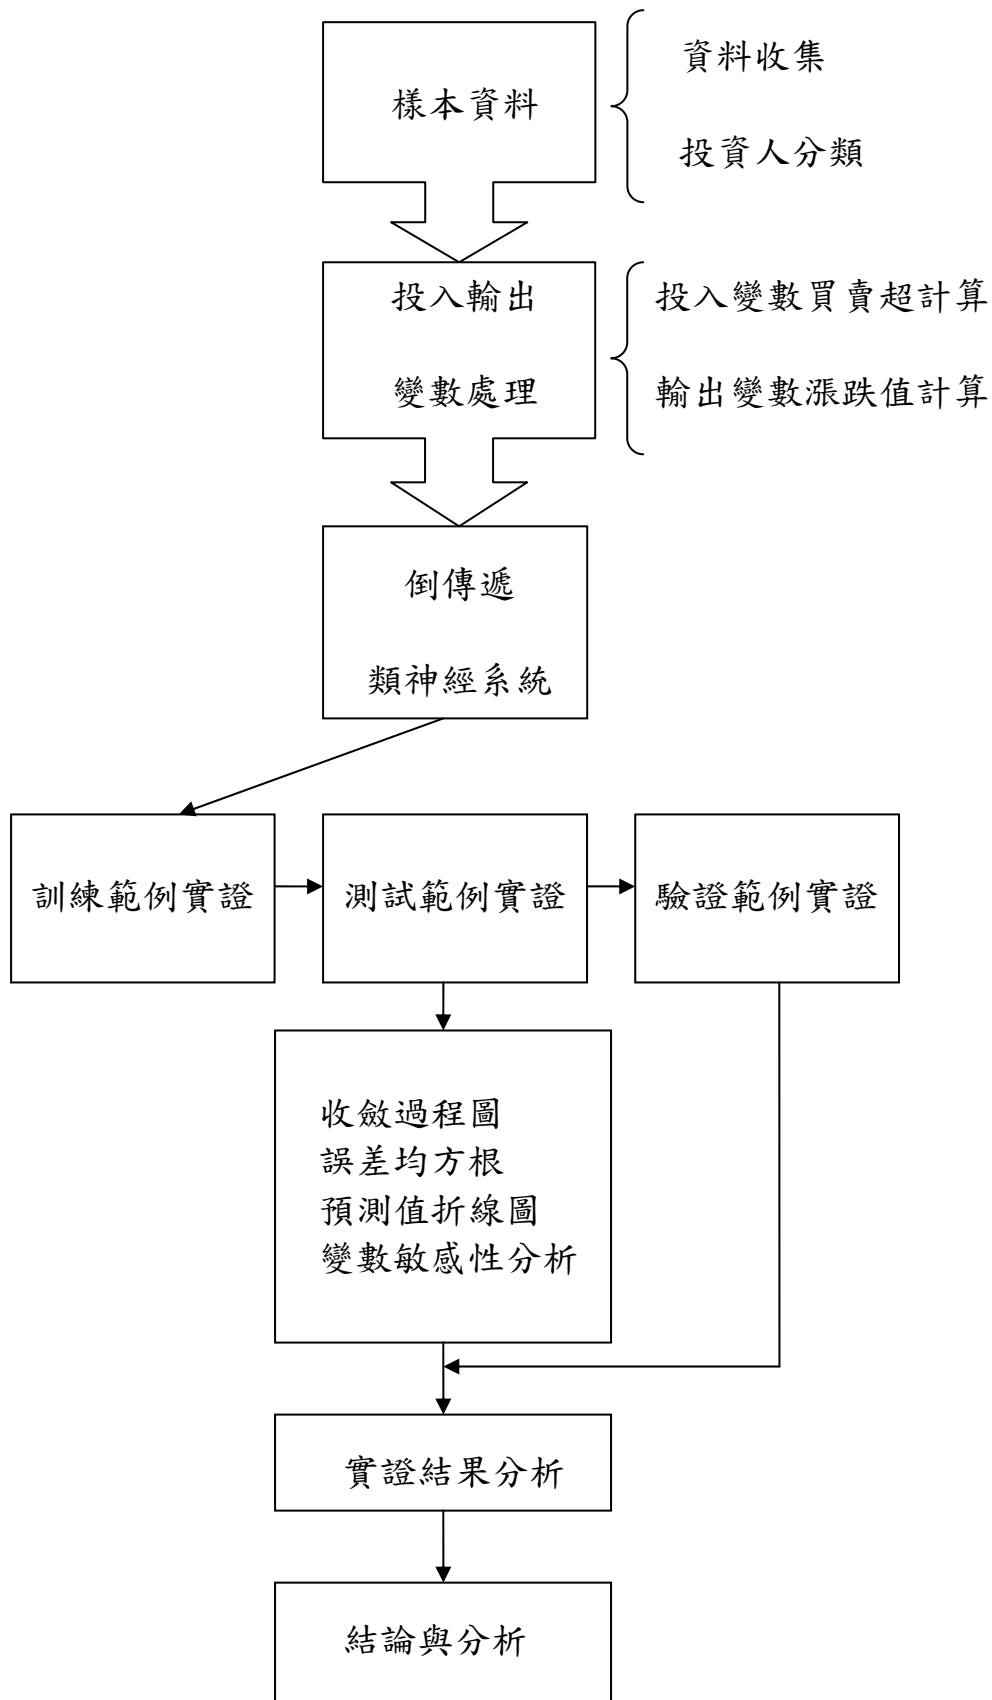 樣本資料
資料收集
投資人分類
投入輸出
變數處理
投入變數買賣超計算
輸出變數漲跌值計算
倒傳遞
類神經系統
訓練範例實證
測試範例實證
驗證範例實證
收斂過程圖
誤差均方根
預測值折線圖
變數敏感性分析
實證結果分析
結論與分析